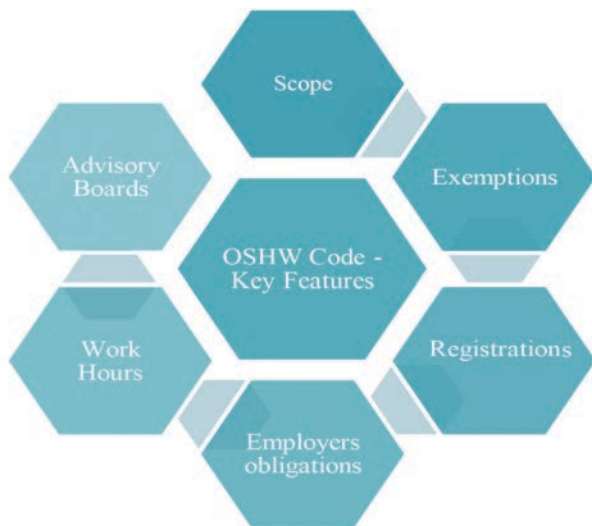 Scope
Exemptions
Registrations
Employers
obligations
Work
Hours
Advisory
Boards
OSHW Code -
Key Features